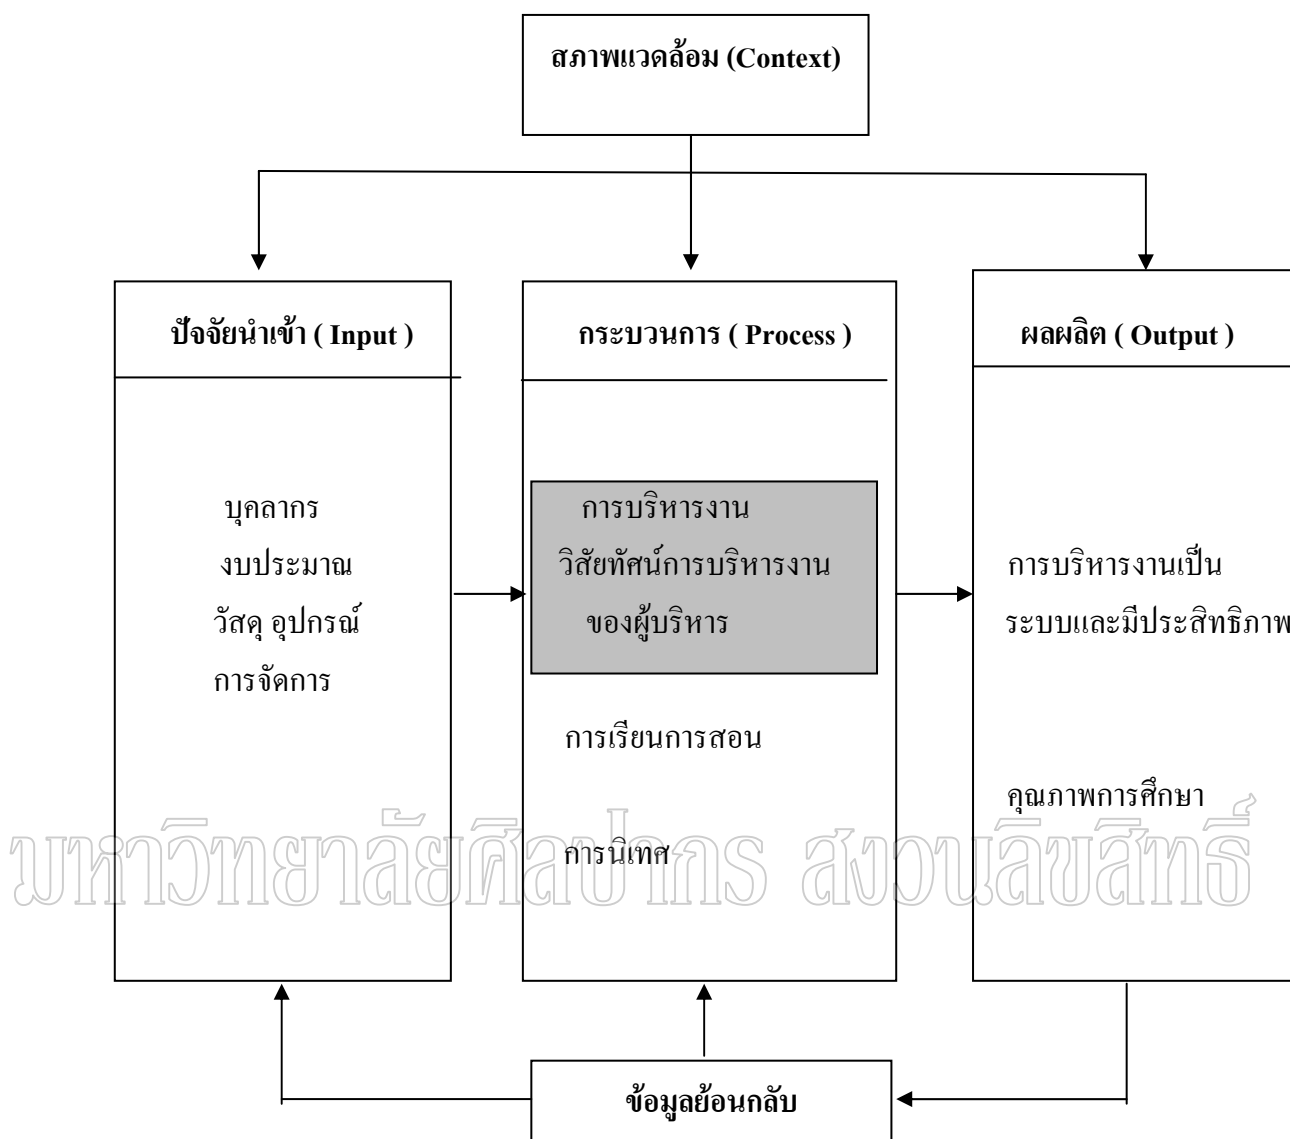 สภาพแวดล้อม (Context)
ปัจจัยนำเข้า ( Input )
กระบวนการ ( Process )
ผลผลิต ( Output )
บุคลากร
งบประมาณ
วัสดุ อุปกรณ์
การจัดการ
การบริหารงาน
วิสัยทัศน์การบริหารงาน
ของผู้บริหาร
การเรียนการสอน
การนิเทศ
การบริหารงานเป็น
ระบบและมีประสิทธิภาพ
คุณภาพการศึกษา
มหาวิทยาลัยศิลปากร สงวนลิขสิทธิ์
ข้อมูลย้อนกลับ